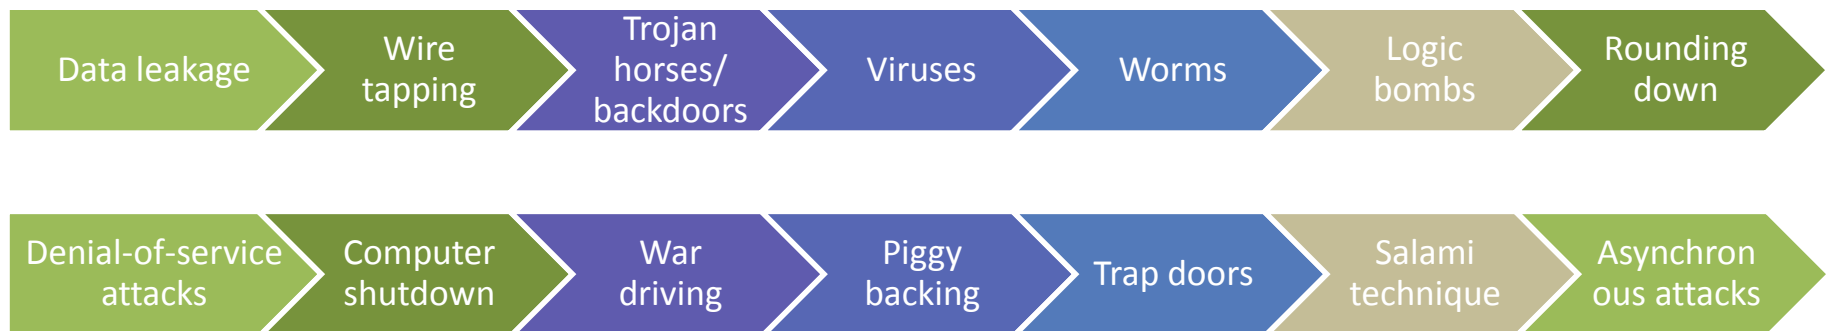 Data leakage
Wire
tapping
Trojan
horses/
backdoors
Viruses
Worms
Logic
bombs
Rounding
down
Denial-of-service
attacks
Computer
shutdown
War
driving
Piggy
backing
Trap doors
Salami
technique
Asynchron
ous attacks